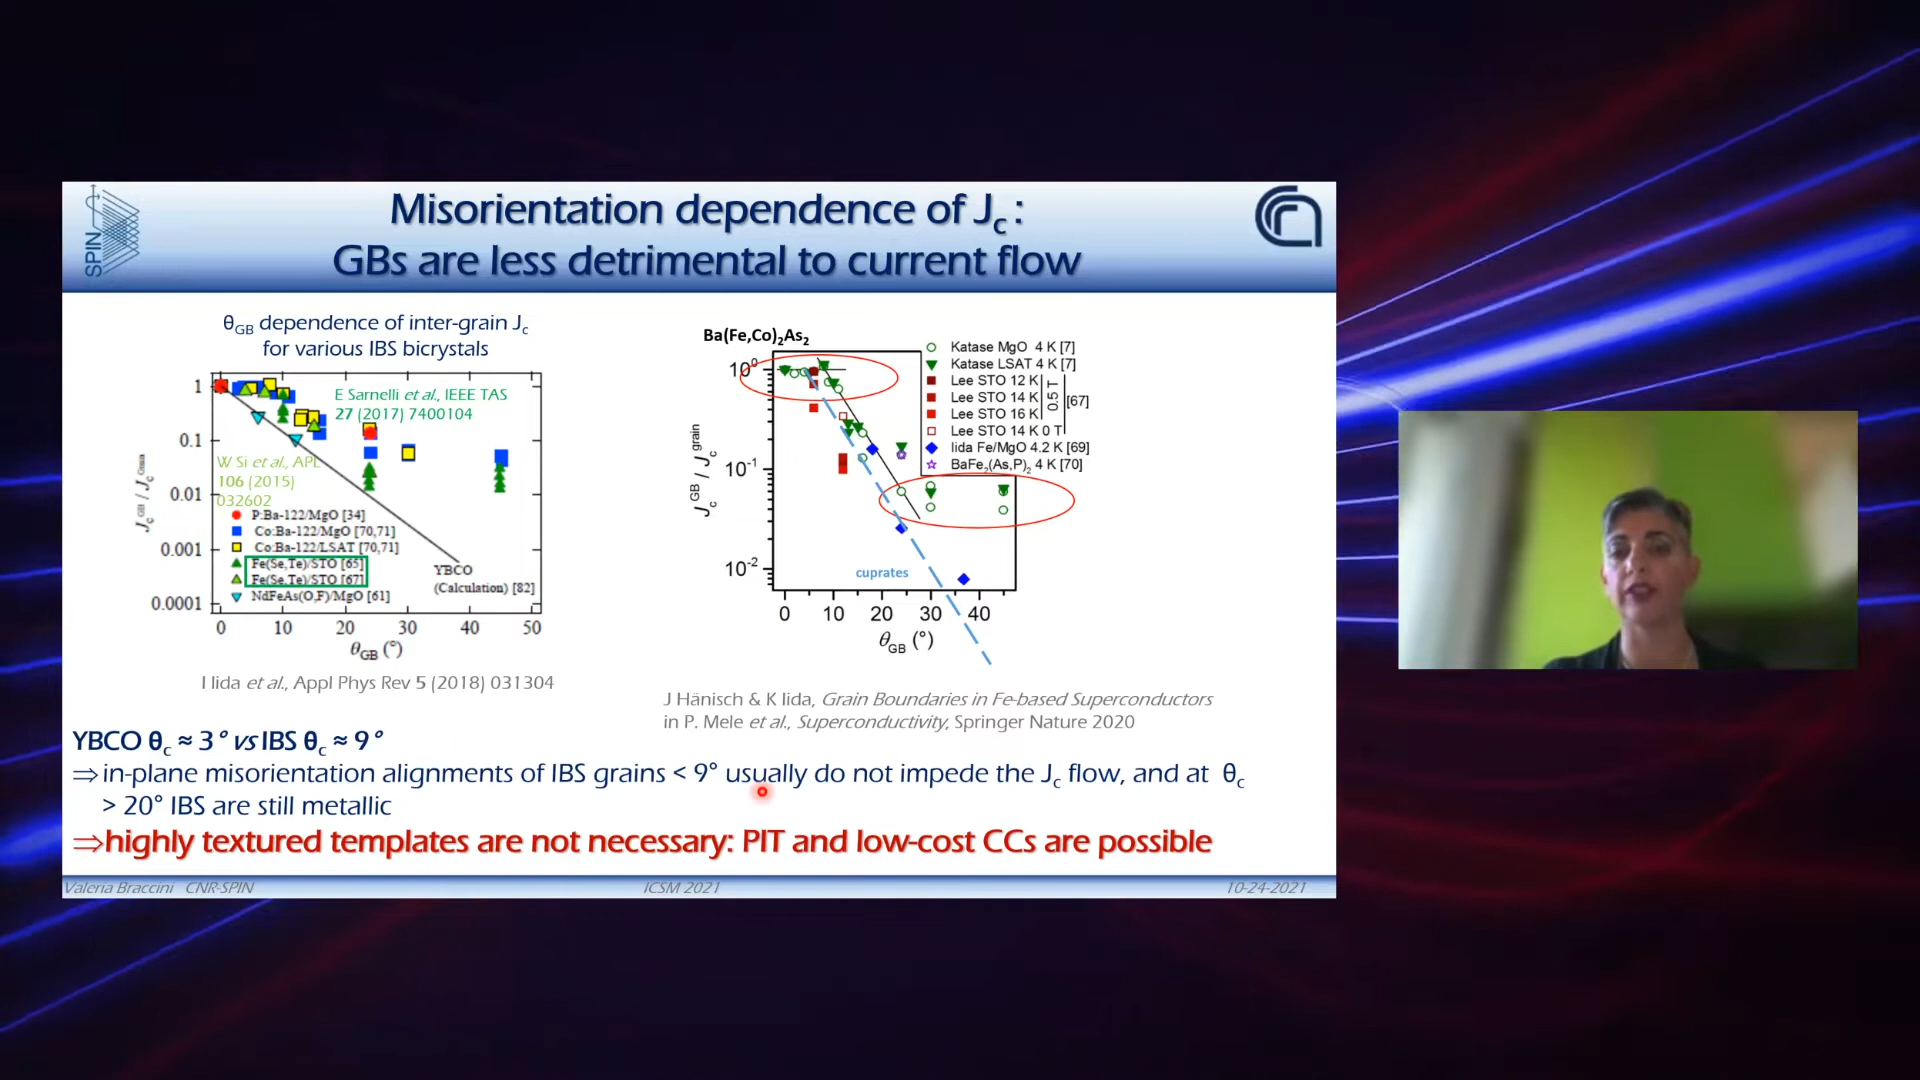 SPIN
Misorientation dependence of Jc :
GBs are less detrimental to current flow
θGB dependence of inter-grain Jc
for various IBS bicrystals
JcGB / JcGrain
1
0.1
0.01
0.001
0.0001
E Sarnelli et al., IEEE TAS
27 (2017) 7400104
W Si et al., APL
106 (2015)
032602
P:Ba-122/MgO [34]
Co:Ba-122/MgO [70,71]
Co:Ba-122/LSAT [70,71]
Fe(Se,Te)/STO [65]
Fe(Se,Te)/STO [67]
NdFeAs(O,F)/MgO [61]
YBCO
(Calculation) [82]
0 10 20 30 40 50
θGB (°)
I Iida et al., Appl Phys Rev 5 (2018) 031304
Ba(Fe,Co)2As2
JcGB / Jcgrain
10^0
10^-1
10^-2
Katase MgO 4 K [7]
Katase LSAT 4 K [7]
Lee STO 12 K
Lee STO 14 K
Lee STO 16 K
Lee STO 14 K 0 T
0.5 T
[67]
Iida Fe/MgO 4.2 K [69]
BaFe2(As,P)2 4 K [70]
cuprates
0 10 20 30 40
θGB (°)
J Hänisch & K Iida, Grain Boundaries in Fe-based Superconductors
in P. Mele et al., Superconductivity, Springer Nature 2020
YBCO θc ≈ 3° vs IBS θc ≈ 9°
⇒ in-plane misorientation alignments of IBS grains < 9° usually do not impede the Jc flow, and at θc
> 20° IBS are still metallic
⇒ highly textured templates are not necessary: PIT and low-cost CCs are possible
Valeria Braccini CNR-SPIN
ICSM 2021
10-24-2021